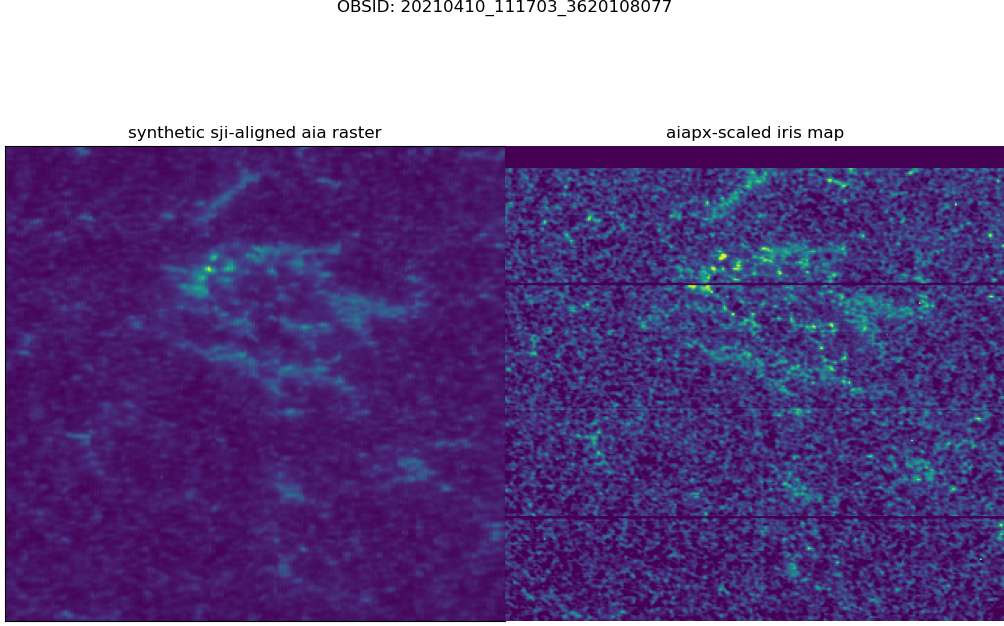 OBSID: 20210410_111703_3620108077
synthetic sji-aligned aia raster
aiapx-scaled iris map